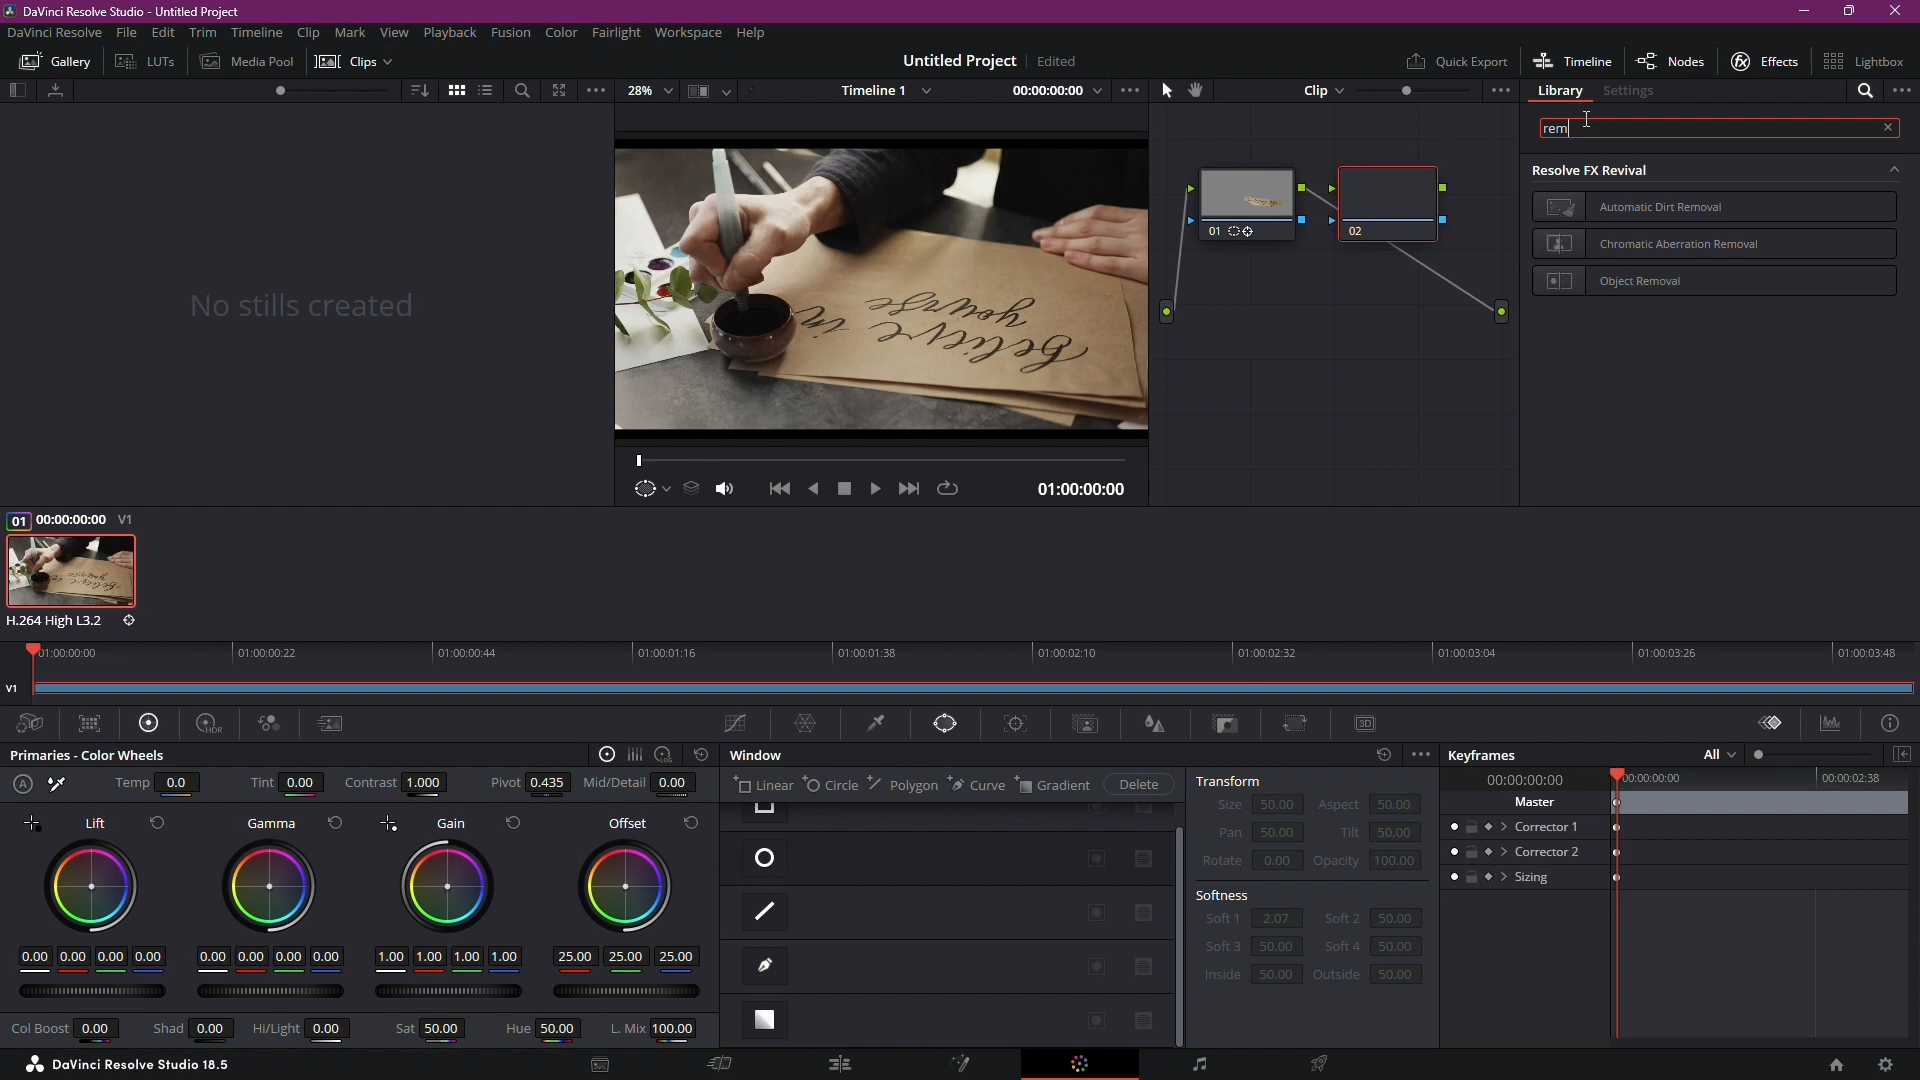 DaVinci Resolve Studio - Untitled Project
DaVinci Resolve File Edit Trim Timeline Clip Mark View Playback Fusion Color Fairlight Workspace Help
Gallery LUTs Media Pool Clips Untitled Project Edited Quick Export Timeline Nodes Effects Lightbox
28% Timeline 1 00:00:00:00 Clip Library Settings
rem
Resolve FX Revival
Automatic Dirt Removal
Chromatic Aberration Removal
Object Removal
01 02
No stills created
Believe in
yourse
01:00:00:00
01 00:00:00:00 V1
H.264 High L3.2
01:00:00:00 01:00:00:22 01:00:00:44 01:00:01:16 01:00:01:38 01:00:02:10 01:00:02:32 01:00:03:04 01:00:03:26 01:00:03:48
V1
HDR 3D
Primaries - Color Wheels LOG Window Keyframes All
A Temp 0.0 Tint 0.00 Contrast 1.000 Pivot 0.435 Mid/Detail 0.00
Linear Circle Polygon Curve Gradient Delete
Transform
Size 50.00 Aspect 50.00
Pan 50.00 Tilt 50.00
Rotate 0.00 Opacity 100.00
Softness
Soft 1 2.07 Soft 2 50.00
Soft 3 50.00 Soft 4 50.00
Inside 50.00 Outside 50.00
00:00:00:00 00:00:00:00 00:00:02:38
Master
Corrector 1
Corrector 2
Sizing
Lift Gamma Gain Offset
0.00 0.00 0.00 0.00 0.00 0.00 0.00 0.00 1.00 1.00 1.00 1.00 25.00 25.00 25.00
Col Boost 0.00 Shad 0.00 Hi/Light 0.00 Sat 50.00 Hue 50.00 L. Mix 100.00
DaVinci Resolve Studio 18.5